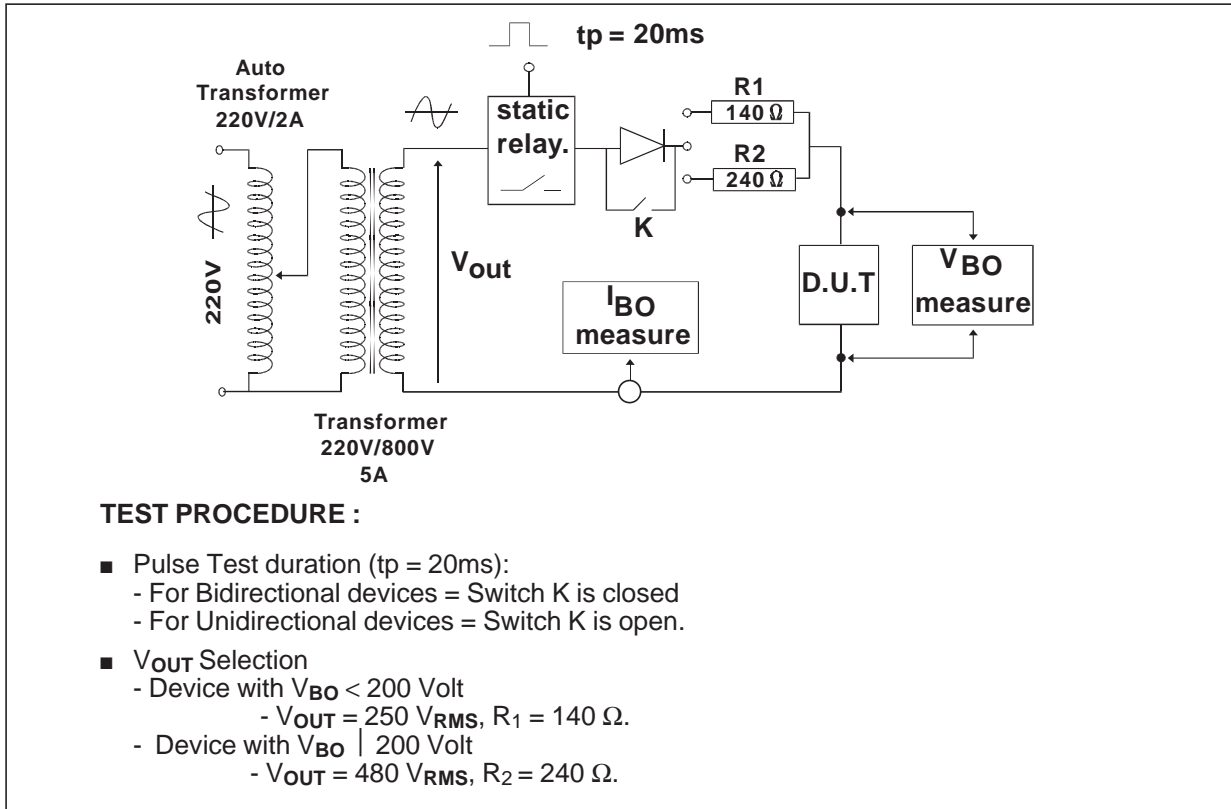 tp = 20ms
Auto
Transformer
220V/2A
static
relay.
R1
140 Ω
R2
240 Ω
K
220V
Vout
IBO
measure
D.U.T
VBO
measure
Transformer
220V/800V
5A
TEST PROCEDURE :
■ Pulse Test duration (tp = 20ms):
- For Bidirectional devices = Switch K is closed
- For Unidirectional devices = Switch K is open.
■ VOUT Selection
- Device with VBO < 200 Volt
- VOUT = 250 VRMS, R1 = 140 Ω.
- Device with VBO | 200 Volt
- VOUT = 480 VRMS, R2 = 240 Ω.